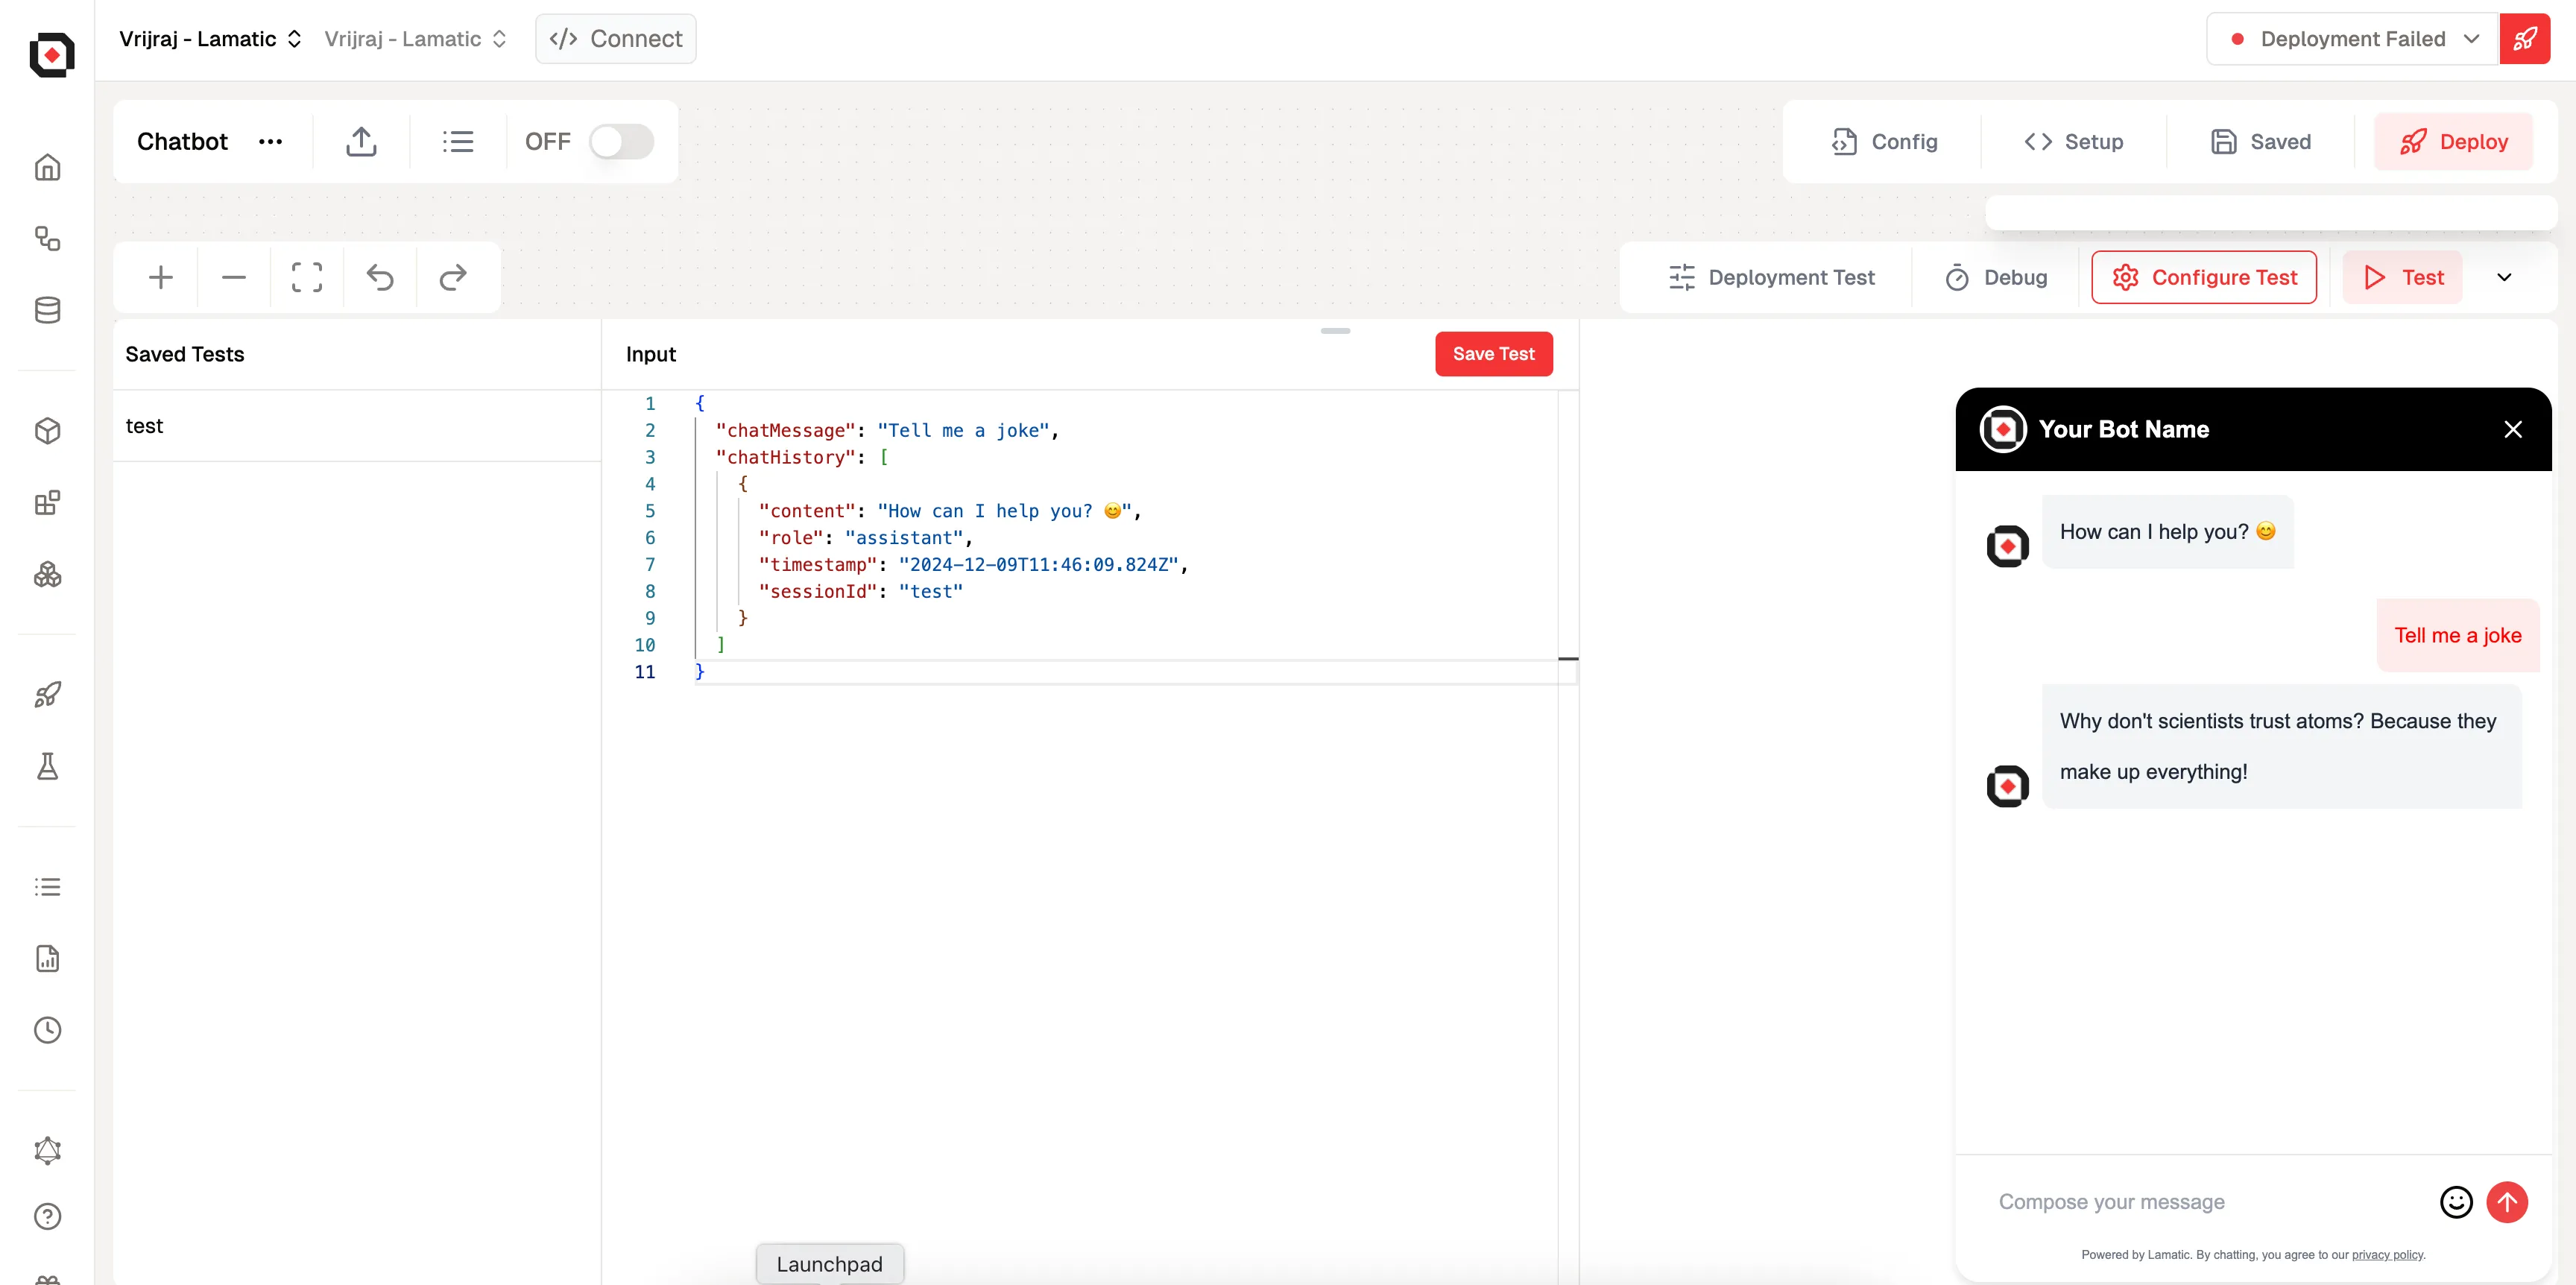 Vrijraj - Lamatic
Vrijraj - Lamatic
</> Connect
Deployment Failed
Chatbot
OFF
Config
Setup
Saved
Deploy
Deployment Test
Debug
Configure Test
Test
Saved Tests
test
Input
Save Test
1 {
2 "chatMessage": "Tell me a joke",
3 "chatHistory": [
4 {
5 "content": "How can I help you? 😊",
6 "role": "assistant",
7 "timestamp": "2024-12-09T11:46:09.824Z",
8 "sessionId": "test"
9 }
10 ]
11 }
Your Bot Name
How can I help you? 😊
Tell me a joke
Why don't scientists trust atoms? Because they
make up everything!
Compose your message
Powered by Lamatic. By chatting, you agree to our privacy policy.
Launchpad